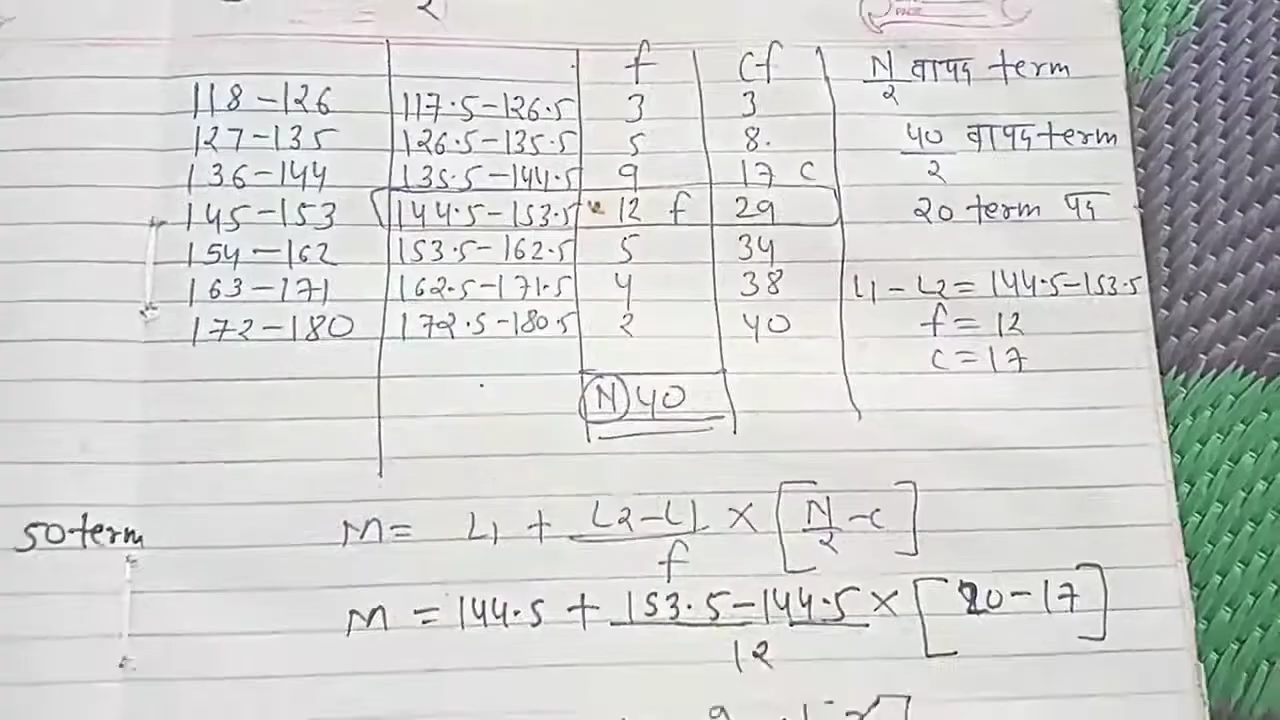 2
f cf N/2 वापद term
118-126 117.5-126.5 3 3
127-135 126.5-135.5 5 8. 40/2 वापद term
136-144 135.5-144.5 9 17 C
145-153 144.5-153.5 12 f 29 20 term पद
154-162 153.5-162.5 5 34
163-171 162.5-171.5 4 38 L1-L2=144.5-153.5
172-180 172.5-180.5 2 40 f=12
C=17
N 40
50 term M= L1 + L2-L1/f × [N/2-C]
M = 144.5 + 153.5-144.5/12 × [20-17]